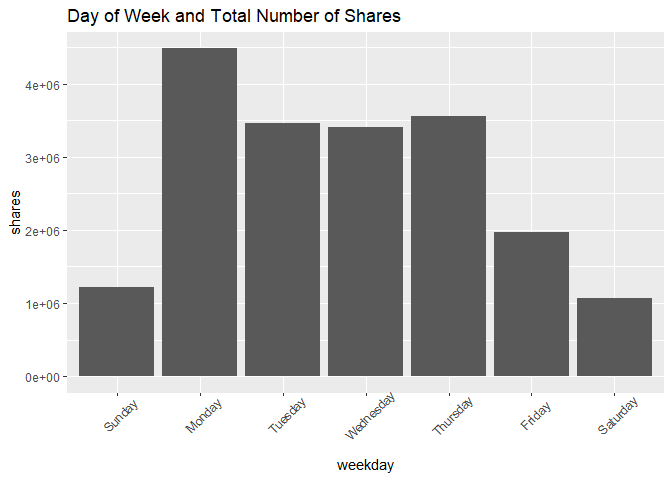 Day of Week and Total Number of Shares
4e+06
3e+06
2e+06
1e+06
0e+00
shares
Sunday
Monday
Tuesday
Wednesday
Thursday
Friday
Saturday
weekday